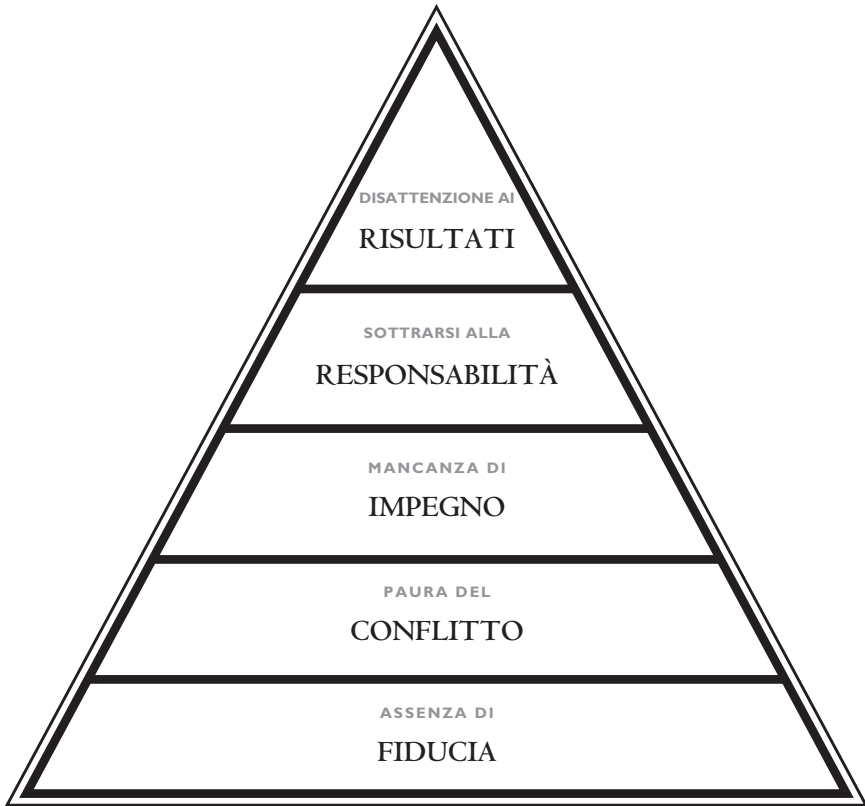 DISATTENZIONE AI
RISULTATI
SOTTRARSI ALLA
RESPONSABILITÀ
MANCANZA DI
IMPEGNO
PAURA DEL
CONFLITTO
ASSENZA DI
FIDUCIA